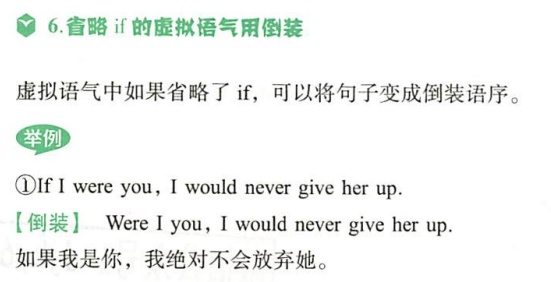 6.省略 if 的虚拟语气用倒装
虚拟语气中如果省略了 if，可以将句子变成倒装语序。
举例
①If I were you, I would never give her up.
【倒装】 Were I you, I would never give her up.
如果我是你，我绝对不会放弃她。